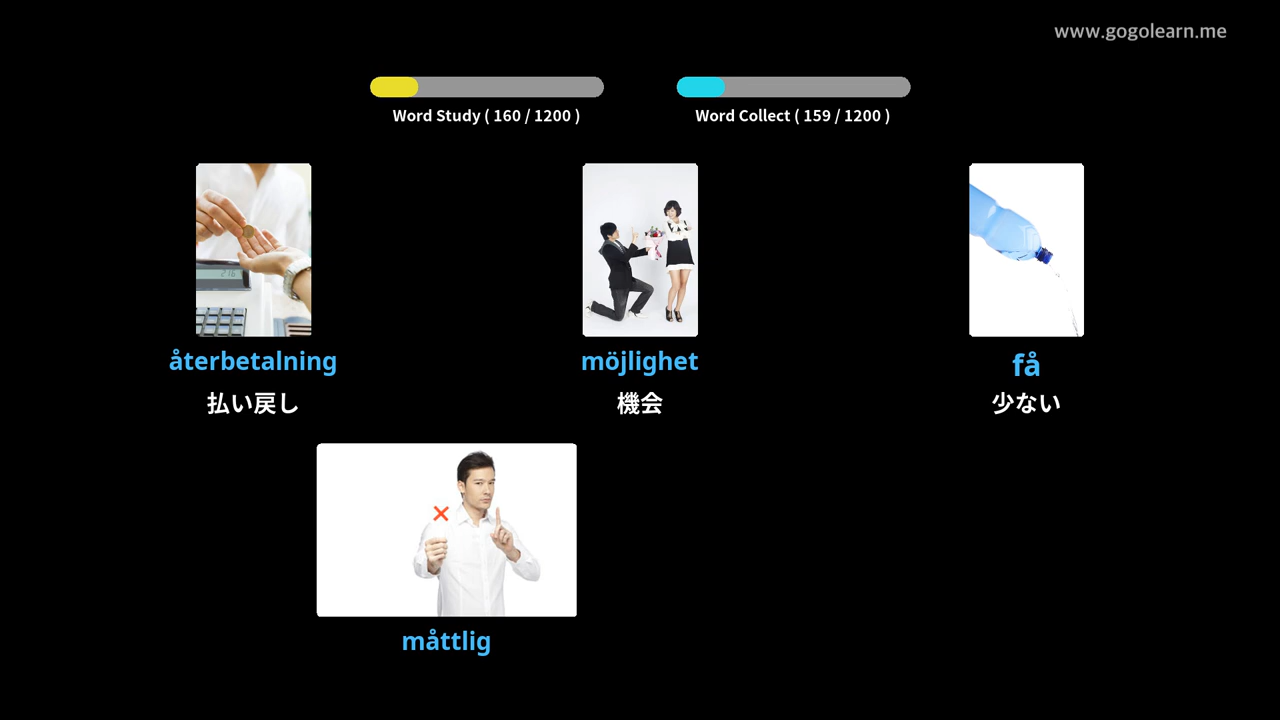 www.gogolearn.me
Word Study ( 160 / 1200 )
Word Collect ( 159 / 1200 )
återbetalning
払い戻し
möjlighet
機会
få
少ない
måttlig